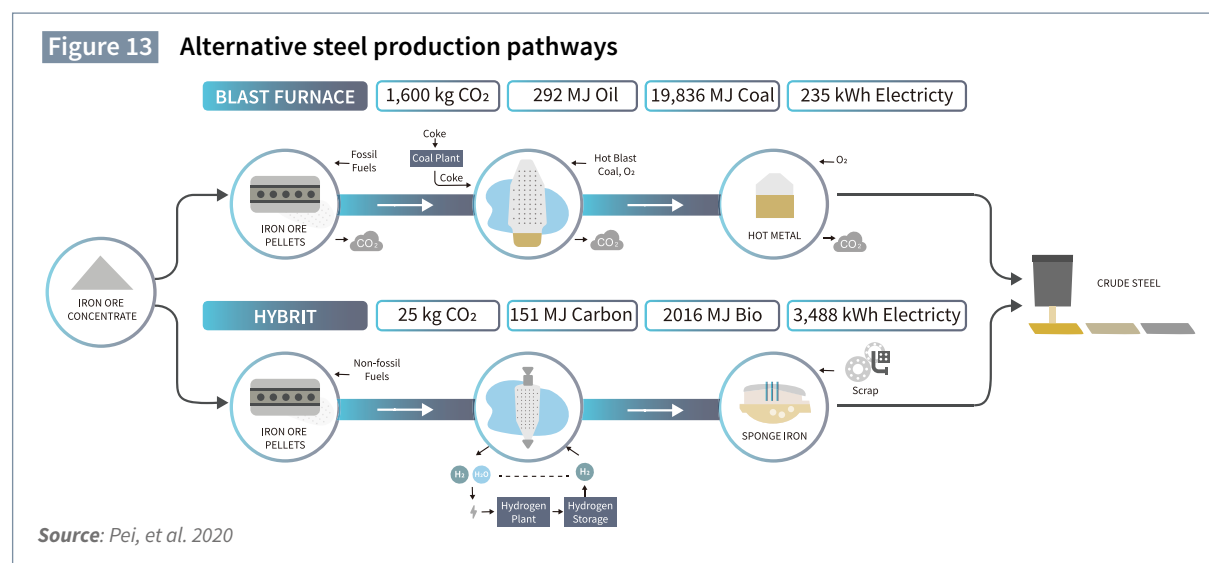 Figure 13 Alternative steel production pathways
BLAST FURNACE
1,600 kg CO₂
292 MJ Oil
19,836 MJ Coal
235 kWh Electricty
Fossil
Fuels
IRON ORE
PELLETS
CO₂
Coke
Coal Plant
Coke
Hot Blast
Coal, O₂
CO₂
O₂
HOT METAL
CO₂
IRON ORE
CONCENTRATE
CRUDE STEEL
HYBRIT
25 kg CO₂
151 MJ Carbon
2016 MJ Bio
3,488 kWh Electricty
Non-fossil
Fuels
IRON ORE
PELLETS
Scrap
SPONGE IRON
H₂ H₂O H₂
Hydrogen
Plant
Hydrogen
Storage
Source: Pei, et al. 2020